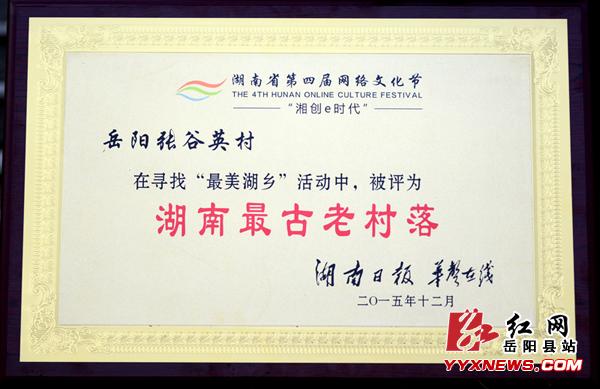 湖南省第四届网络文化节
THE 4TH HUNAN ONLINE CULTURE FESTIVAL
“湘创e时代”
岳阳张谷英村
在寻找“最美湖乡”活动中，被评为
湖南最古老村落
湖南日报 华声在线
二〇一五年十二月
红网
岳阳县站
YYXNEWS.COM